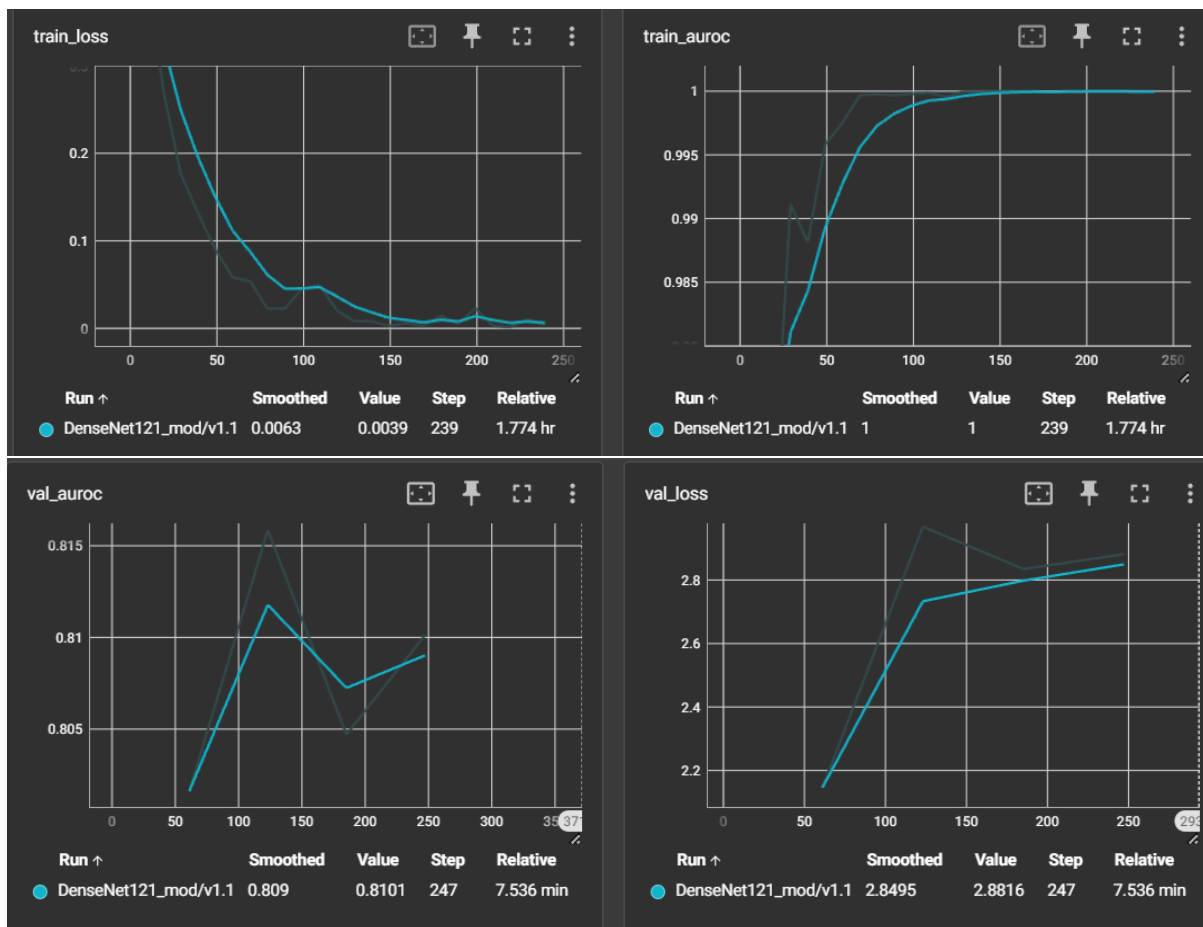 train_loss
0.2
0.1
0
0 50 100 150 200 250
Run ↑ Smoothed Value Step Relative
DenseNet121_mod/v1.1 0.0063 0.0039 239 1.774 hr
train_auroc
1
0.995
0.99
0.985
0 50 100 150 200 250
Run ↑ Smoothed Value Step Relative
DenseNet121_mod/v1.1 1 1 239 1.774 hr
val_auroc
0.815
0.81
0.805
0 50 100 150 200 250 300 35 371
Run ↑ Smoothed Value Step Relative
DenseNet121_mod/v1.1 0.809 0.8101 247 7.536 min
val_loss
2.8
2.6
2.4
2.2
0 50 100 150 200 250 293
Run ↑ Smoothed Value Step Relative
DenseNet121_mod/v1.1 2.8495 2.8816 247 7.536 min